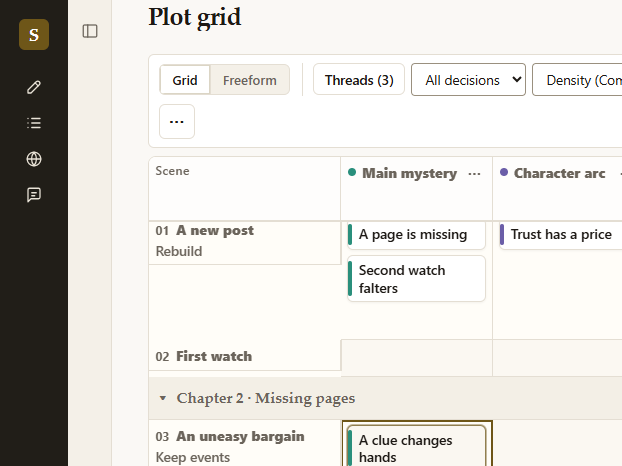 S
Plot grid
Grid
Freeform
Threads (3)
All decisions
Density (Com
...
Scene
Main mystery ...
Character arc
01 A new post
Rebuild
A page is missing
Second watch
falters
Trust has a price
02 First watch
Chapter 2 · Missing pages
03 An uneasy bargain
Keep events
A clue changes
hands